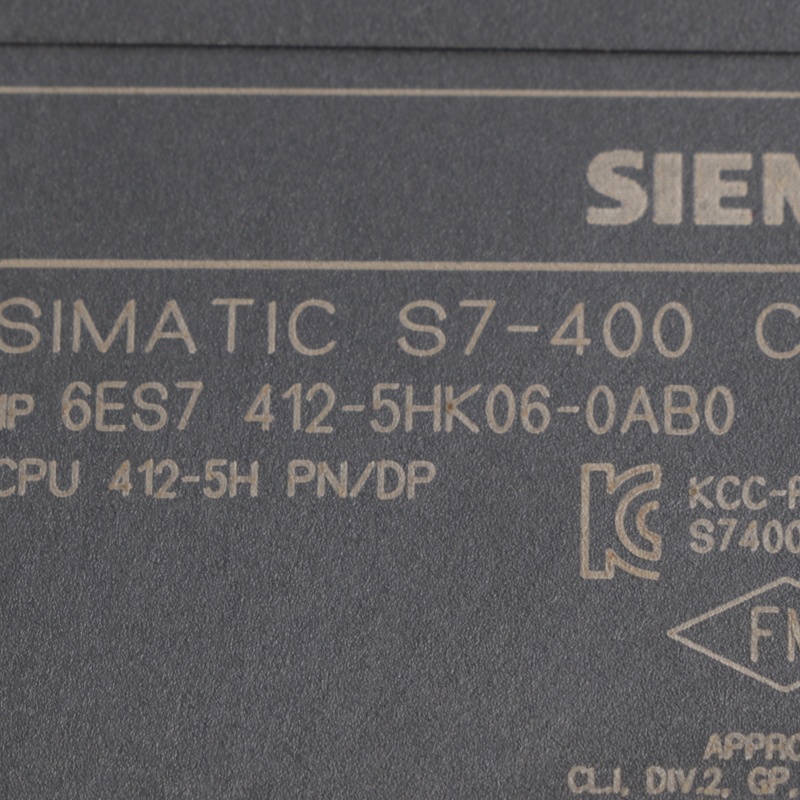 SIEM
SIMATIC S7-400 C
1P 6ES7 412-5HK06-0AB0
CPU 412-5H PN/DP
KCC-R
S7400
FM
APPRO
CL.I, DIV.2, GP.